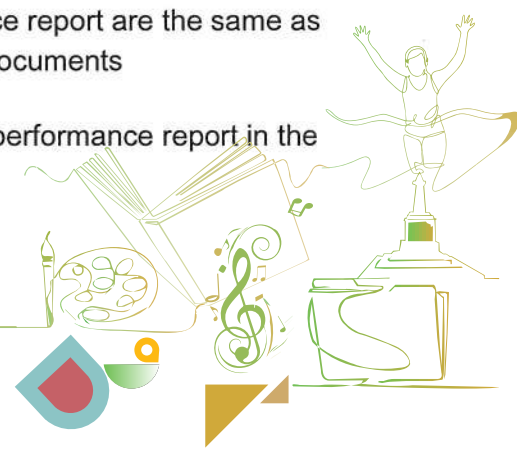 ce report are the same as
ocuments
performance report in the